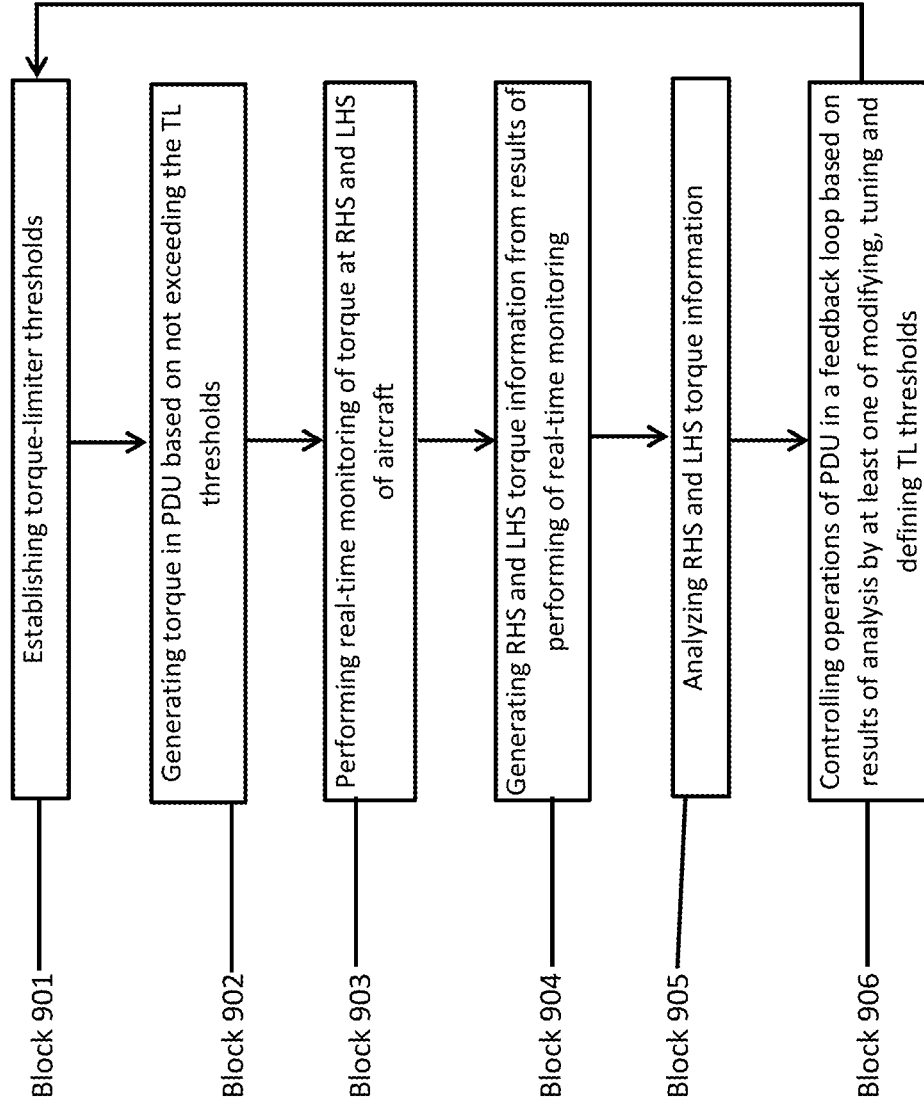 Block 901
Establishing torque-limiter thresholds
Block 902
Generating torque in PDU based on not exceeding the TL
thresholds
Block 903
Performing real-time monitoring of torque at RHS and LHS
of aircraft
Block 904
Generating RHS and LHS torque information from results of
performing of real-time monitoring
Block 905
Analyzing RHS and LHS torque information
Block 906
Controlling operations of PDU in a feedback loop based on
results of analysis by at least one of modifying, tuning and
defining TL thresholds